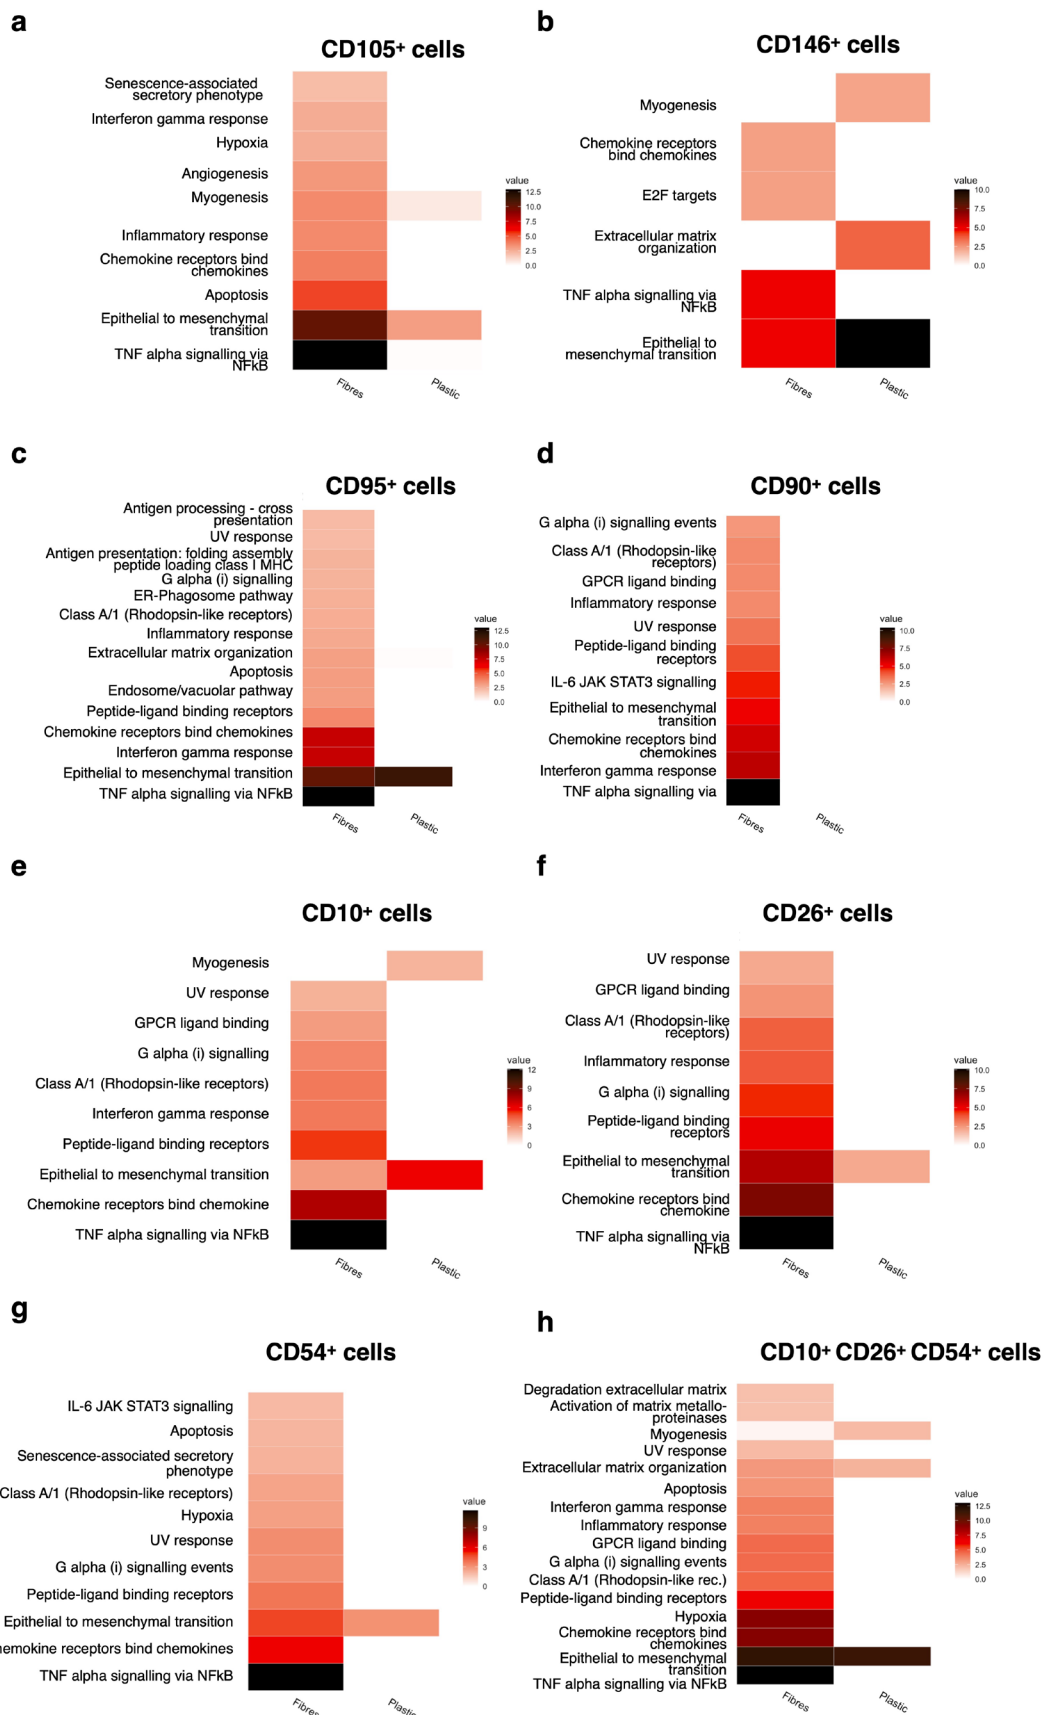 a
CD105+ cells
Senescence-associated
secretory phenotype
Interferon gamma response
Hypoxia
Angiogenesis
Myogenesis
Inflammatory response
Chemokine receptors bind
chemokines
Apoptosis
Epithelial to mesenchymal
transition
TNF alpha signalling via
NFkB
Fibres
Plastic
value
12.5
10.0
7.5
5.0
2.5
0.0
b
CD146+ cells
Myogenesis
Chemokine receptors
bind chemokines
E2F targets
Extracellular matrix
organization
TNF alpha signalling via
NFkB
Epithelial to
mesenchymal transition
Fibres
Plastic
value
10.0
7.5
5.0
2.5
0.0
c
CD95+ cells
Antigen processing - cross
presentation
UV response
Antigen presentation: folding assembly
peptide loading class I MHC
G alpha (i) signalling
ER-Phagosome pathway
Class A/1 (Rhodopsin-like receptors)
Inflammatory response
Extracellular matrix organization
Apoptosis
Endosome/vacuolar pathway
Peptide-ligand binding receptors
Chemokine receptors bind chemokines
Interferon gamma response
Epithelial to mesenchymal transition
TNF alpha signalling via NFkB
Fibres
Plastic
value
12.5
10.0
7.5
5.0
2.5
0.0
d
CD90+ cells
G alpha (i) signalling events
Class A/1 (Rhodopsin-like
receptors)
GPCR ligand binding
Inflammatory response
UV response
Peptide-ligand binding
receptors
IL-6 JAK STAT3 signalling
Epithelial to mesenchymal
transition
Chemokine receptors bind
chemokines
Interferon gamma response
TNF alpha signalling via
Fibres
Plastic
value
10.0
7.5
5.0
2.5
0.0
e
CD10+ cells
Myogenesis
UV response
GPCR ligand binding
G alpha (i) signalling
Class A/1 (Rhodopsin-like receptors)
Interferon gamma response
Peptide-ligand binding receptors
Epithelial to mesenchymal transition
Chemokine receptors bind chemokine
TNF alpha signalling via NFkB
Fibres
Plastic
value
12
9
6
3
0
f
CD26+ cells
UV response
GPCR ligand binding
Class A/1 (Rhodopsin-like
receptors)
Inflammatory response
G alpha (i) signalling
Peptide-ligand binding
receptors
Epithelial to mesenchymal
transition
Chemokine receptors bind
chemokine
TNF alpha signalling via
NFkB
Fibres
Plastic
value
10.0
7.5
5.0
2.5
0.0
g
CD54+ cells
IL-6 JAK STAT3 signalling
Apoptosis
Senescence-associated secretory
phenotype
Class A/1 (Rhodopsin-like receptors)
Hypoxia
UV response
G alpha (i) signalling events
Peptide-ligand binding receptors
Epithelial to mesenchymal transition
emokine receptors bind chemokines
TNF alpha signalling via NFkB
Fibres
Plastic
value
9
6
3
0
h
CD10+ CD26+ CD54+ cells
Degradation extracellular matrix
Activation of matrix metallo-
proteinases
Myogenesis
UV response
Extracellular matrix organization
Apoptosis
Interferon gamma response
Inflammatory response
GPCR ligand binding
G alpha (i) signalling events
Class A/1 (Rhodopsin-like rec.)
Peptide-ligand binding receptors
Hypoxia
Chemokine receptors bind
chemokines
Epithelial to mesenchymal
transition
TNF alpha signalling via NFkB
Fibres
Plastic
value
12.5
10.0
7.5
5.0
2.5
0.0